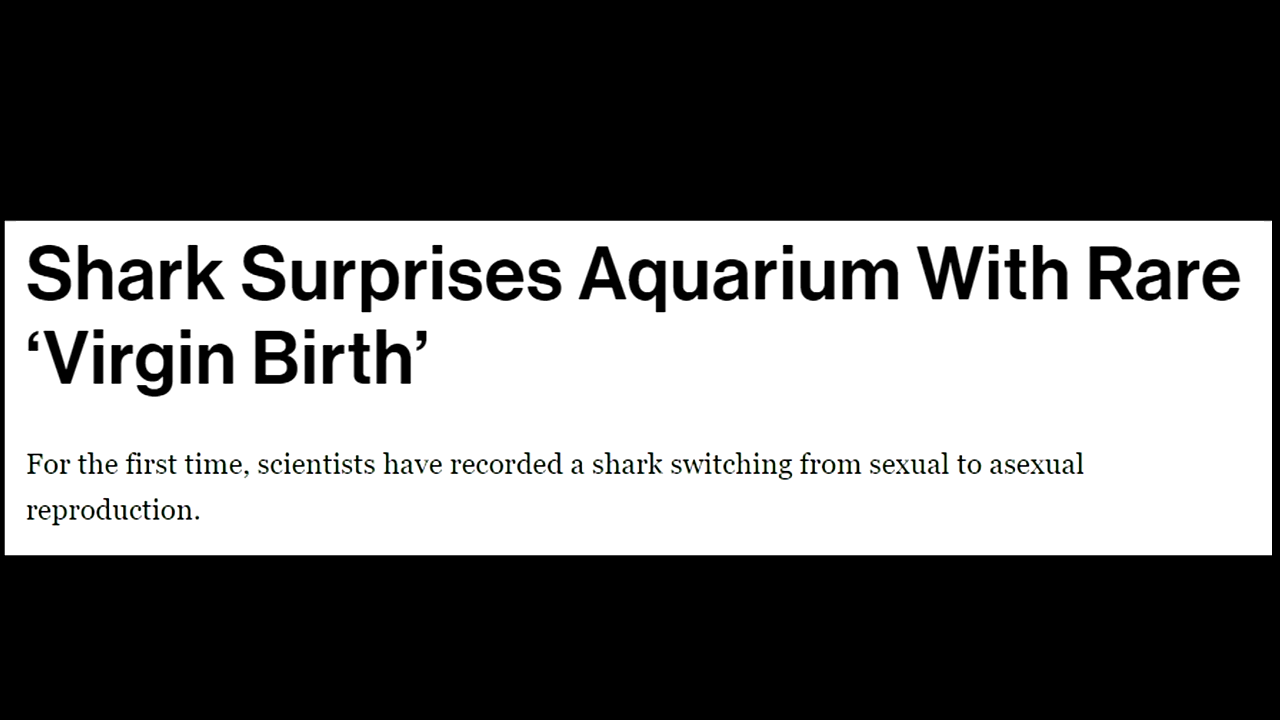 Shark Surprises Aquarium With Rare
‘Virgin Birth’
For the first time, scientists have recorded a shark switching from sexual to asexual
reproduction.